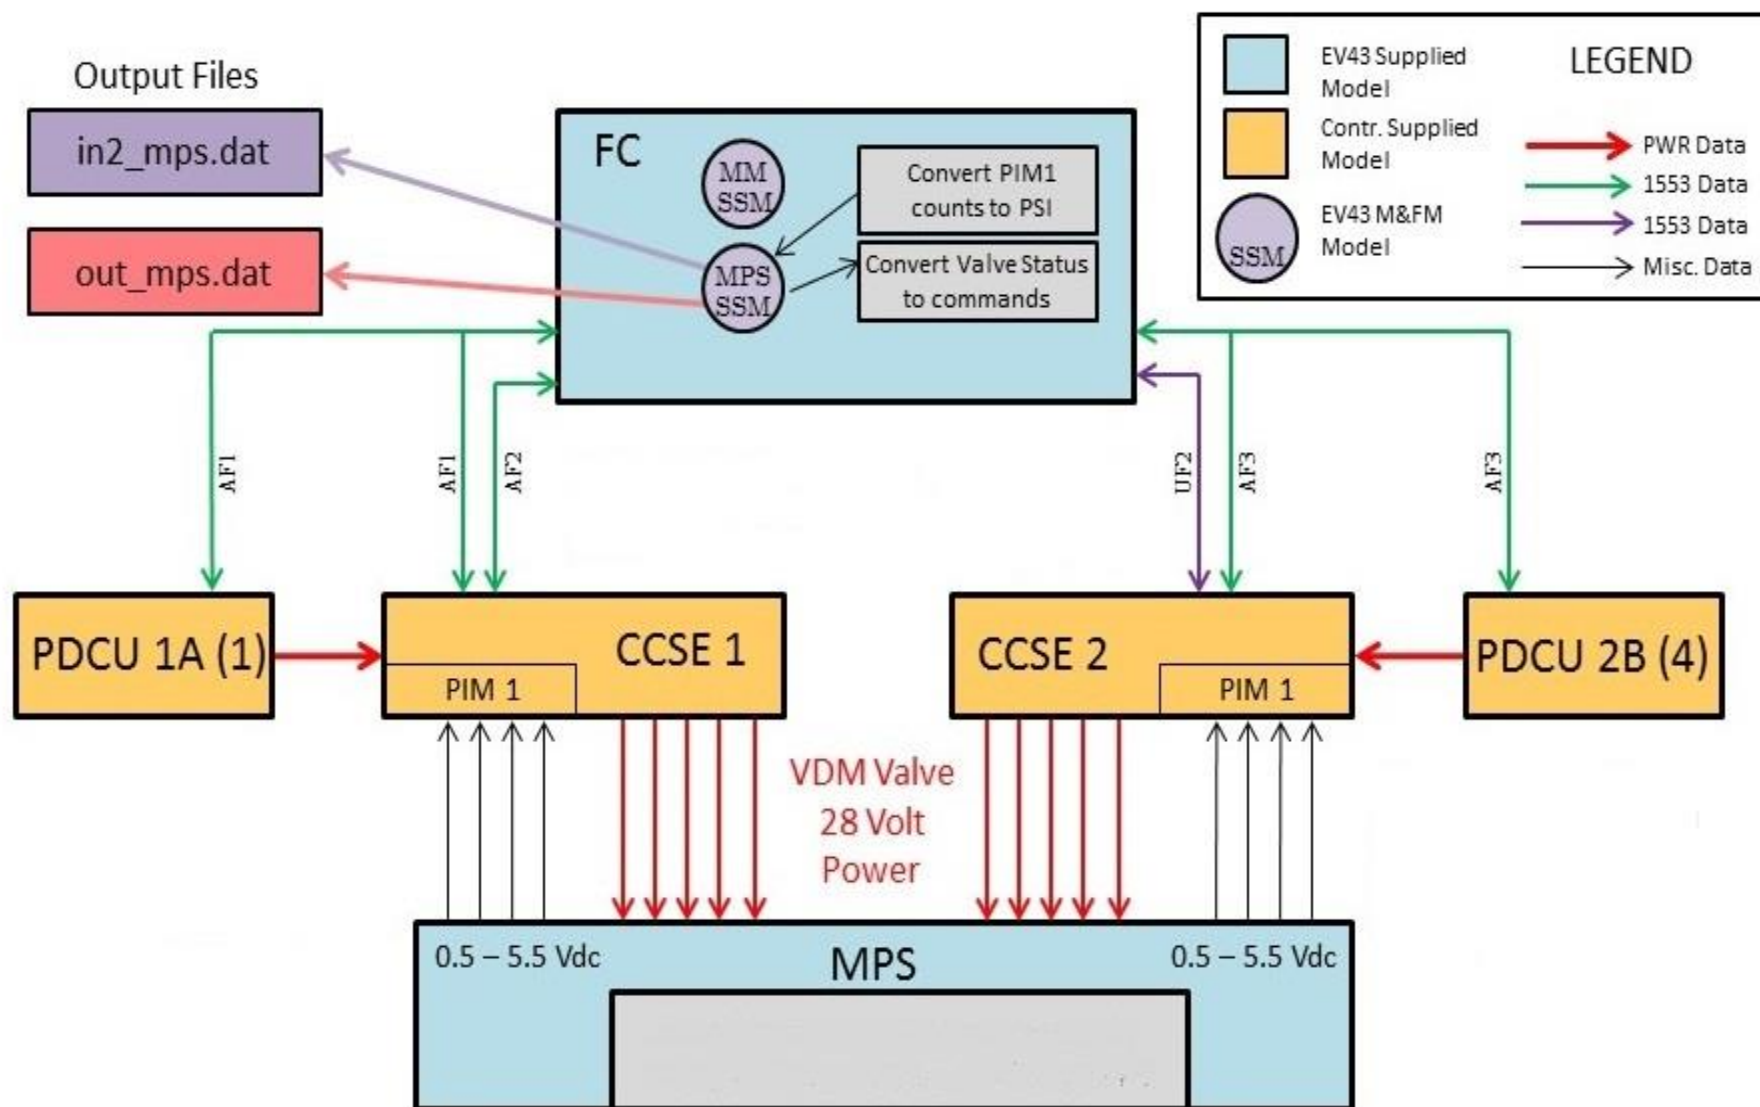 Output Files
in2_mps.dat
out_mps.dat
FC
MM
SSM
MPS
SSM
Convert PIM1
counts to PSI
Convert Valve Status
to commands
LEGEND
EV43 Supplied
Model
Contr. Supplied
Model
SSM
EV43 M&FM
Model
PWR Data
1553 Data
1553 Data
Misc. Data
AF1
AF1
AF2
UF2
AF3
AF3
PDCU 1A (1)
CCSE 1
PIM 1
CCSE 2
PIM 1
PDCU 2B (4)
VDM Valve
28 Volt
Power
0.5 – 5.5 Vdc
MPS
0.5 – 5.5 Vdc